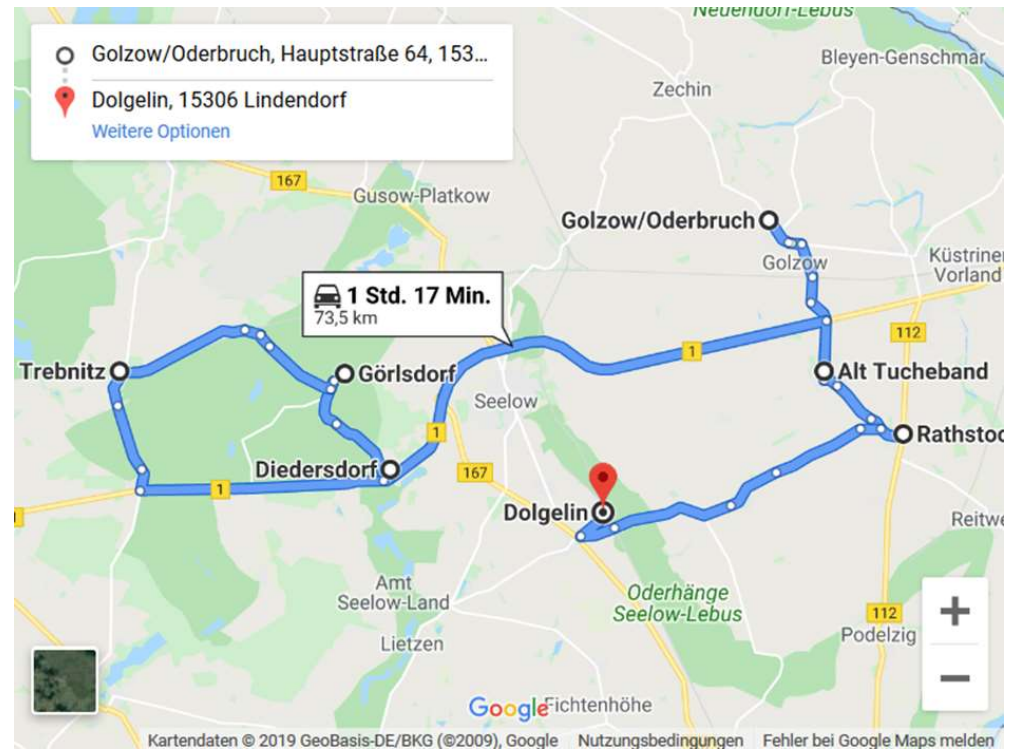 Neuendorf-Lebus
Golzow/Oderbruch, Hauptstraße 64, 153...
Bleyen-Genschmar
Zechin
Dolgelin, 15306 Lindendorf
Weitere Optionen
167
Gusow-Platkow
Golzow/Oderbruch
Golzow
Küstriner
Vorland
1 Std. 17 Min.
73,5 km
112
1
Trebnitz
Görlsdorf
Alt Tucheband
Seelow
1
Rathstoc
Diedersdorf
167
1
Dolgelin
Reitwe
Amt
Seelow-Land
Oderhänge
Seelow-Lebus
112
Podelzig
Lietzen
Google
Fichtenhöhe
Kartendaten © 2019 GeoBasis-DE/BKG (©2009), Google Nutzungsbedingungen Fehler bei Google Maps melden